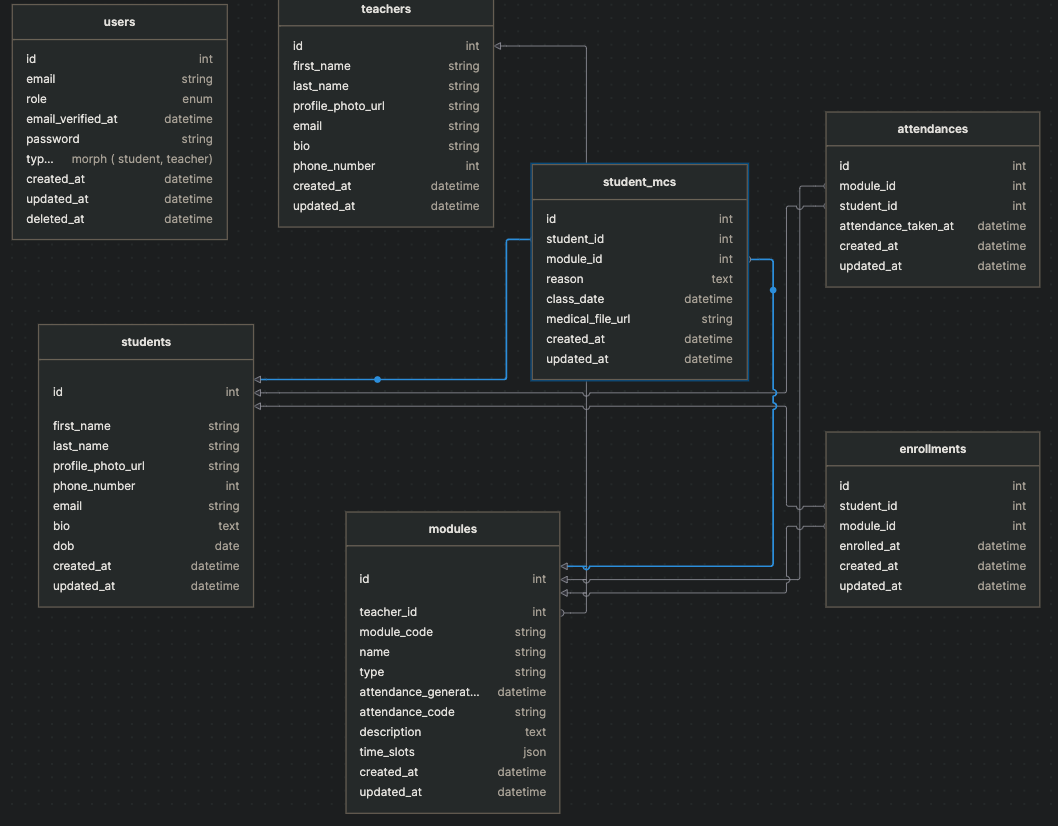 users
id int
email string
role enum
email_verified_at datetime
password string
typ... morph ( student, teacher)
created_at datetime
updated_at datetime
deleted_at datetime
teachers
id int
first_name string
last_name string
profile_photo_url string
email string
bio string
phone_number int
created_at datetime
updated_at datetime
student_mcs
id int
student_id int
module_id int
reason text
class_date datetime
medical_file_url string
created_at datetime
updated_at datetime
attendances
id int
module_id int
student_id int
attendance_taken_at datetime
created_at datetime
updated_at datetime
students
id int
first_name string
last_name string
profile_photo_url string
phone_number int
email string
bio text
dob date
created_at datetime
updated_at datetime
modules
id int
teacher_id int
module_code string
name string
type string
attendance_generat... datetime
attendance_code string
description text
time_slots json
created_at datetime
updated_at datetime
enrollments
id int
student_id int
module_id int
enrolled_at datetime
created_at datetime
updated_at datetime